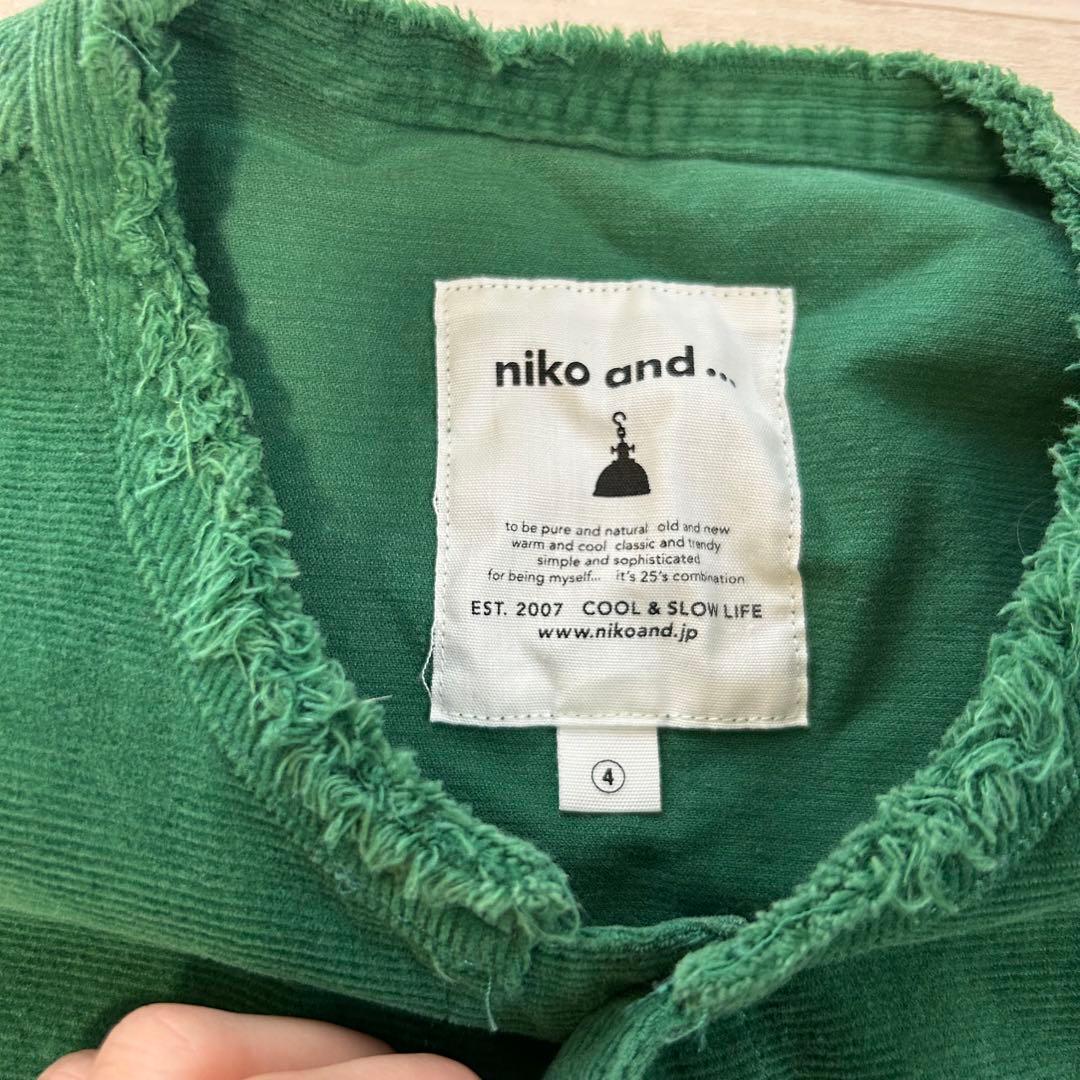 niko and ...
to be pure and natural old and new
warm and cool classic and trendy
simple and sophisticated
for being myself... it's 25's combination
EST. 2007 COOL & SLOW LIFE
www.nikoand.jp
④